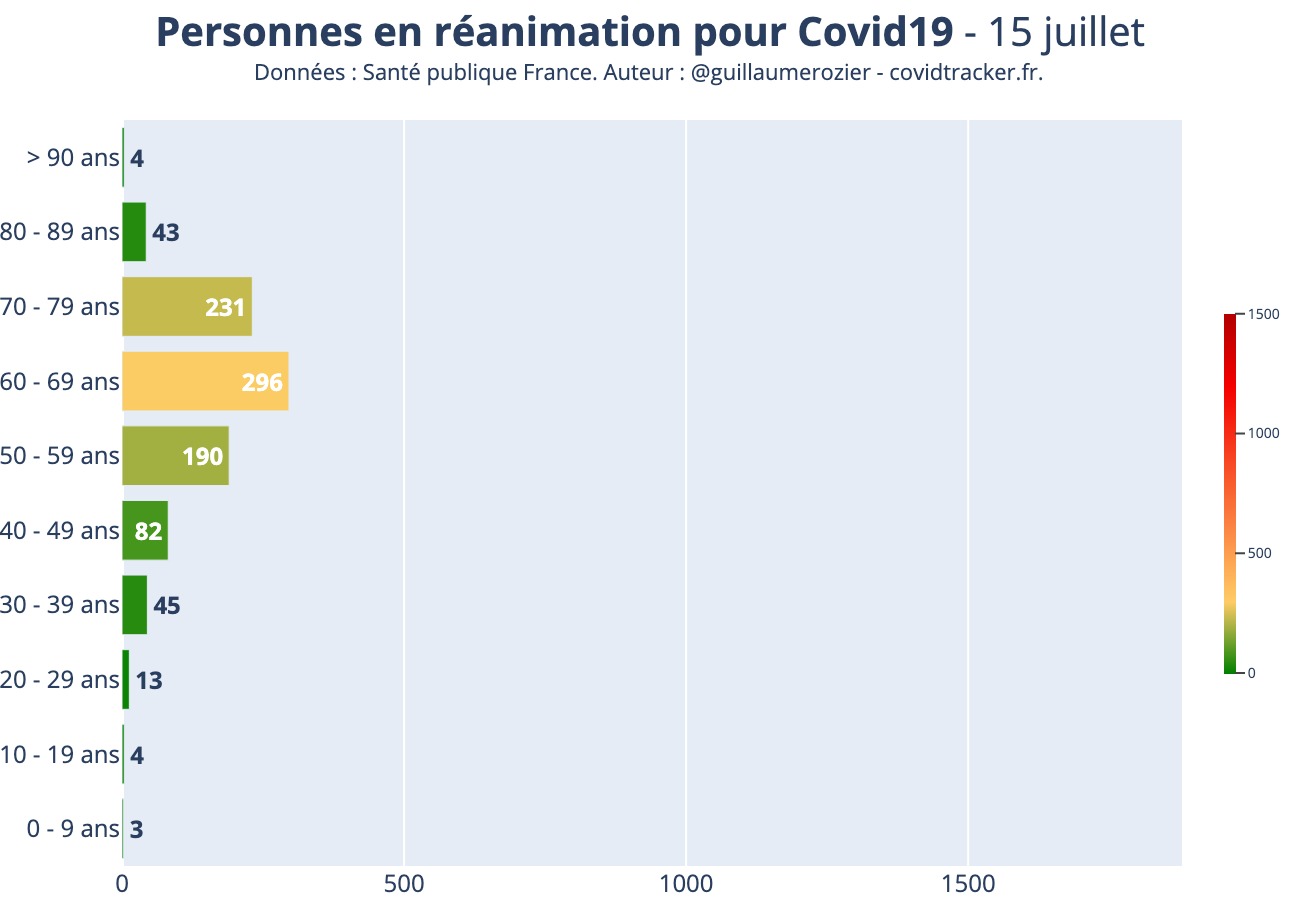 Personnes en réanimation pour Covid19 - 15 juillet
Données : Santé publique France. Auteur : @guillaumerozier - covidtracker.fr.
> 90 ans 4
80 - 89 ans 43
70 - 79 ans 231
60 - 69 ans 296
50 - 59 ans 190
40 - 49 ans 82
30 - 39 ans 45
20 - 29 ans 13
10 - 19 ans 4
0 - 9 ans 3
0 500 1000 1500
1500
1000
500
0